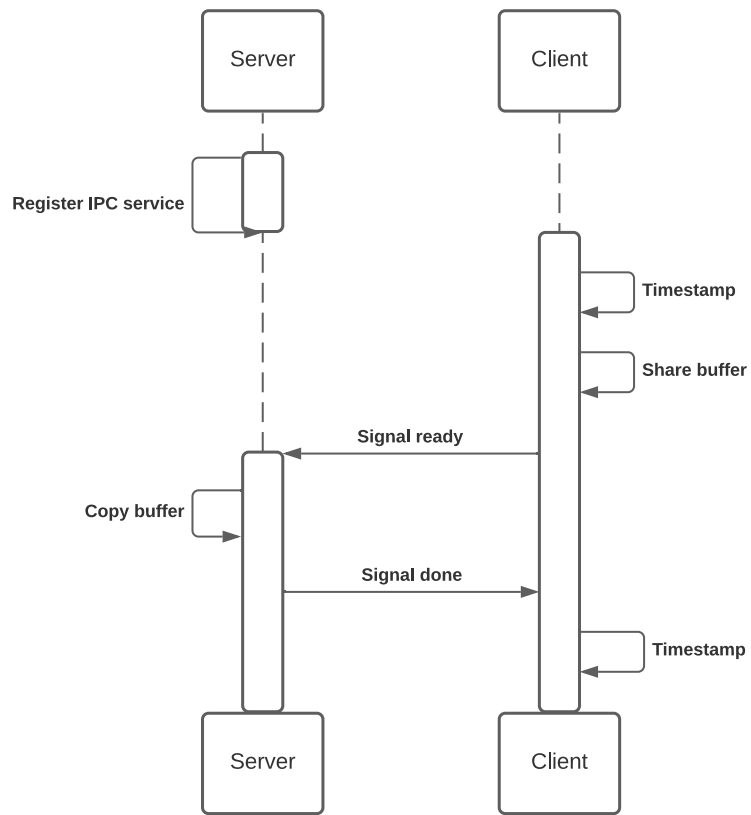 Server
Client
Register IPC service
Timestamp
Share buffer
Signal ready
Copy buffer
Signal done
Timestamp
Server
Client